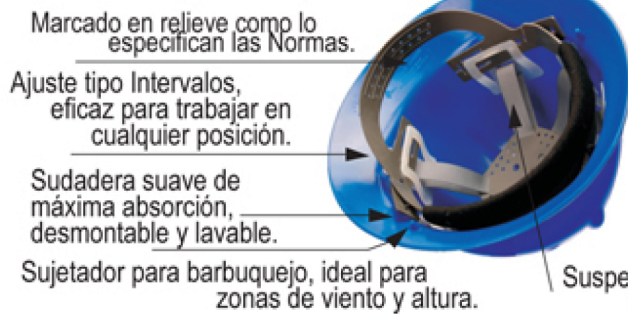 Marcado en relieve como lo
especifican las Normas.
Ajuste tipo Intervalos,
eficaz para trabajar en
cualquier posición.
Sudadera suave de
máxima absorción,
desmontable y lavable.
Sujetador para barbuquejo, ideal para
zonas de viento y altura.
Suspe